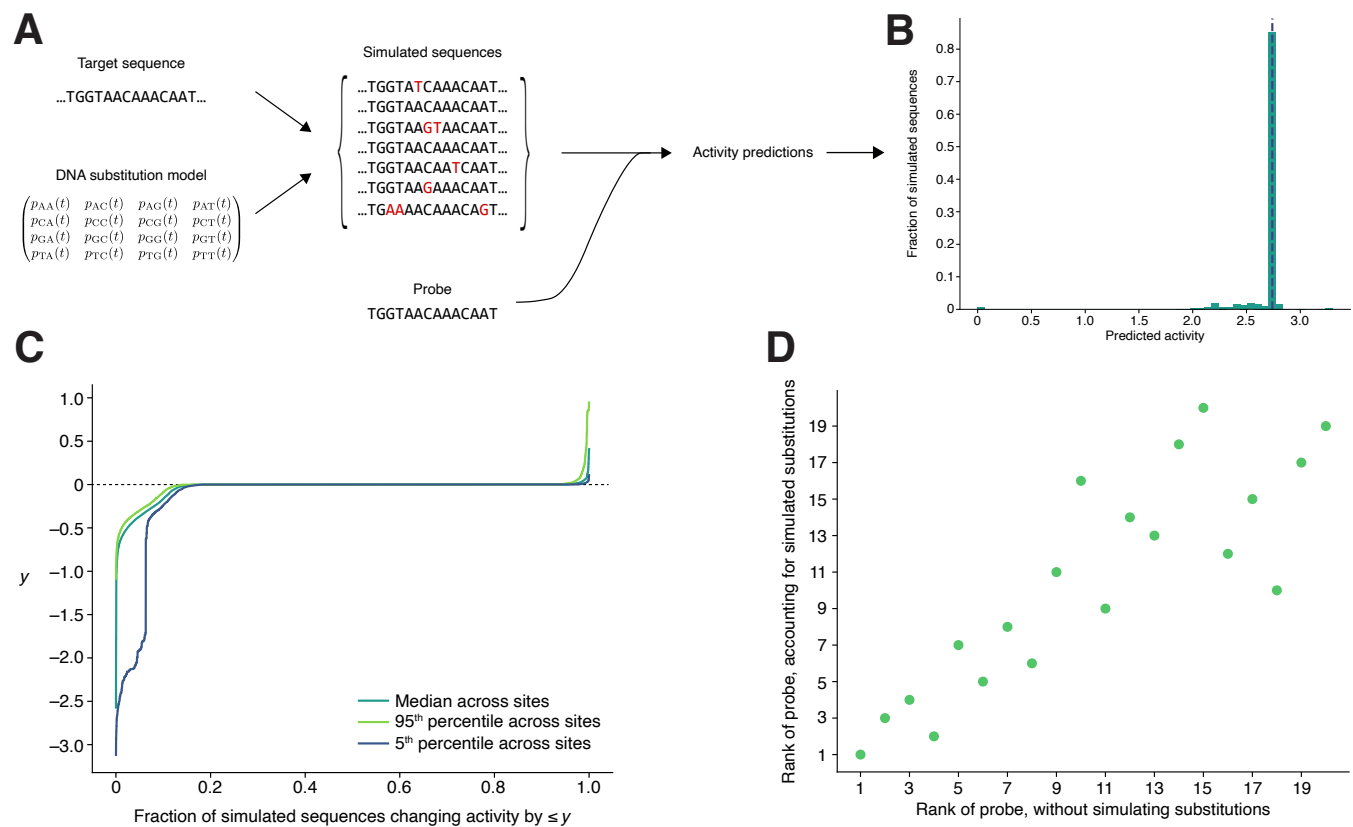 A
Target sequence
...TGGTAACAAACAAT...
DNA substitution model
pAA(t) pAC(t) pAG(t) pAT(t)
pCA(t) pCC(t) pCG(t) pCT(t)
pGA(t) pGC(t) pGG(t) pGT(t)
pTA(t) pTC(t) pTG(t) pTT(t)
Simulated sequences
...TGGTATCAAACAAT...
...TGGTAACAAACAAT...
...TGGTAAGTAACAAT...
...TGGTAACAAACAAT...
...TGGTAACAATCAAT...
...TGGTAAGAAACAAT...
...TGAAAACAAACAGT...
Probe
TGGTAACAAACAAT
Activity predictions
B
Fraction of simulated sequences
0.8
0.7
0.6
0.5
0.4
0.3
0.2
0.1
0
0 0.5 1.0 1.5 2.0 2.5 3.0
Predicted activity
C
y
1.0
0.5
0
−0.5
−1.0
−1.5
−2.0
−2.5
−3.0
Median across sites
95th percentile across sites
5th percentile across sites
0 0.2 0.4 0.6 0.8 1.0
Fraction of simulated sequences changing activity by ≤ y
D
Rank of probe, accounting for simulated substitutions
19
17
15
13
11
9
7
5
3
1
1 3 5 7 9 11 13 15 17 19
Rank of probe, without simulating substitutions